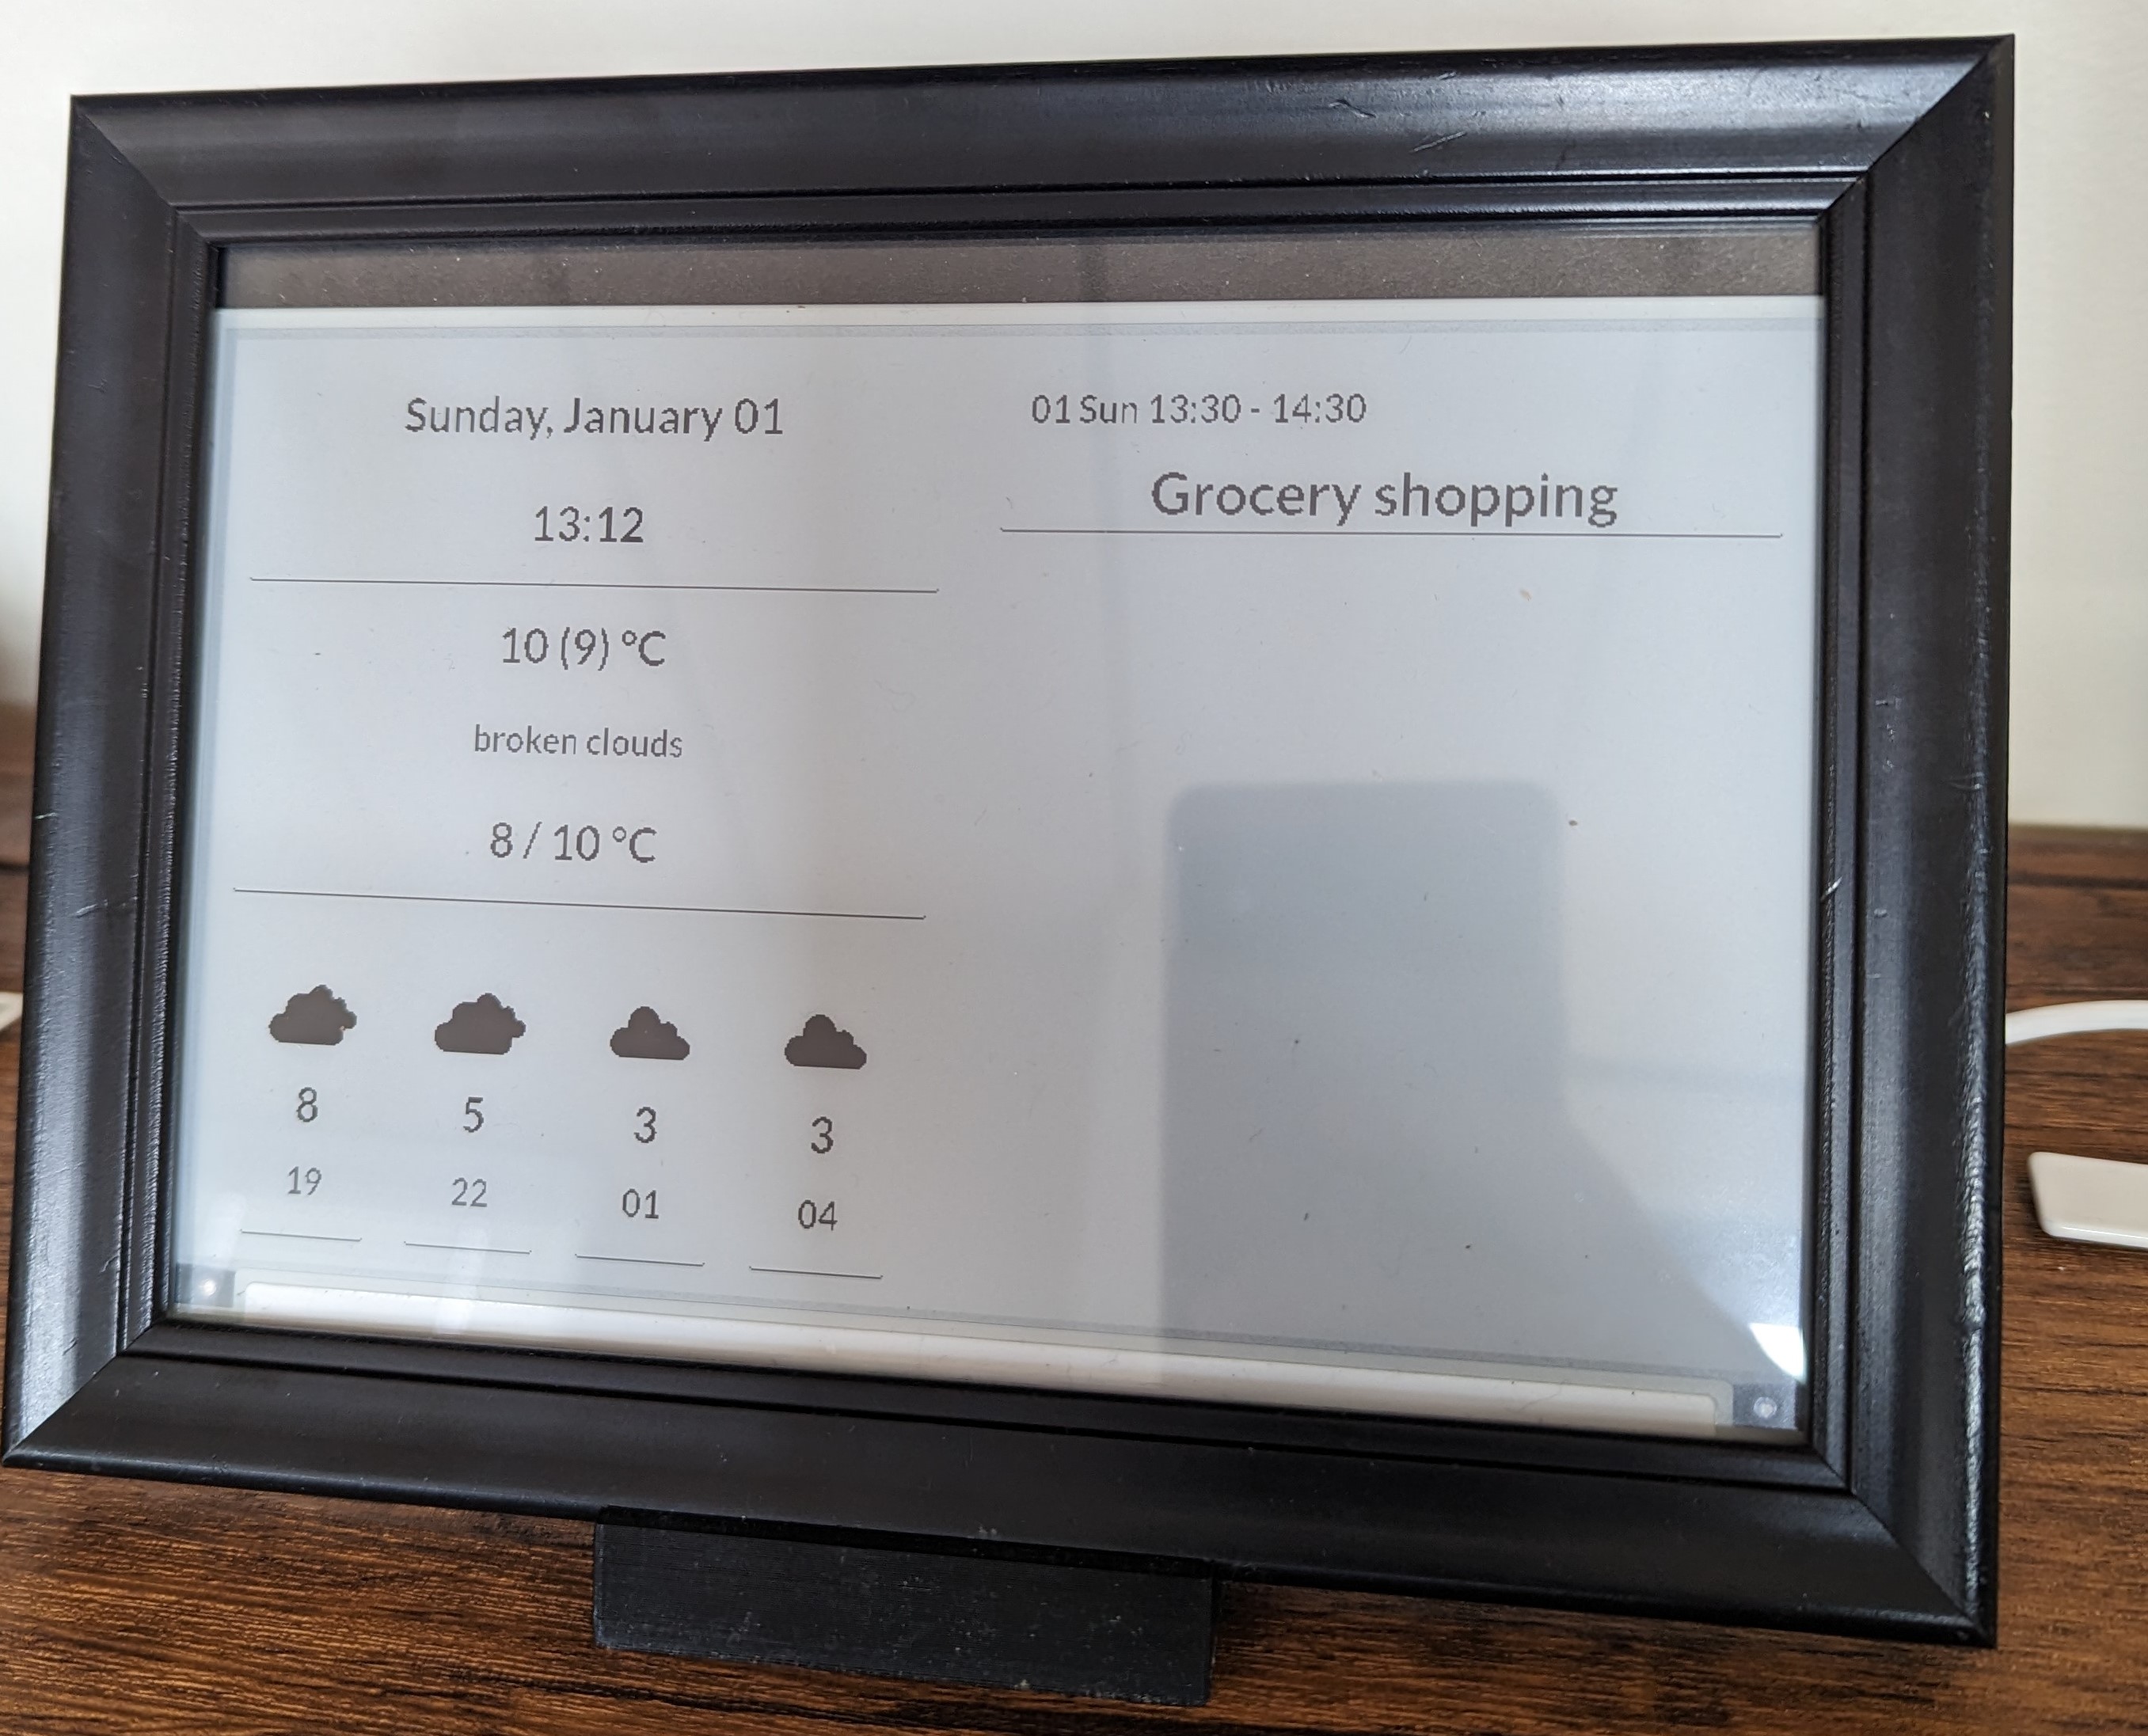 Sunday, January 01
13:12
10 (9) °C
broken clouds
8 / 10 °C
8 5 3 3
19 22 01 04
01 Sun 13:30 - 14:30
Grocery shopping